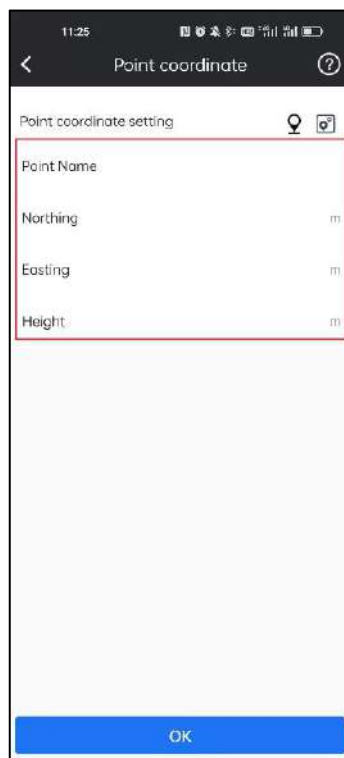 11:25
Point coordinate
Point coordinate setting
Point Name
Northing m
Easting m
Height m
OK